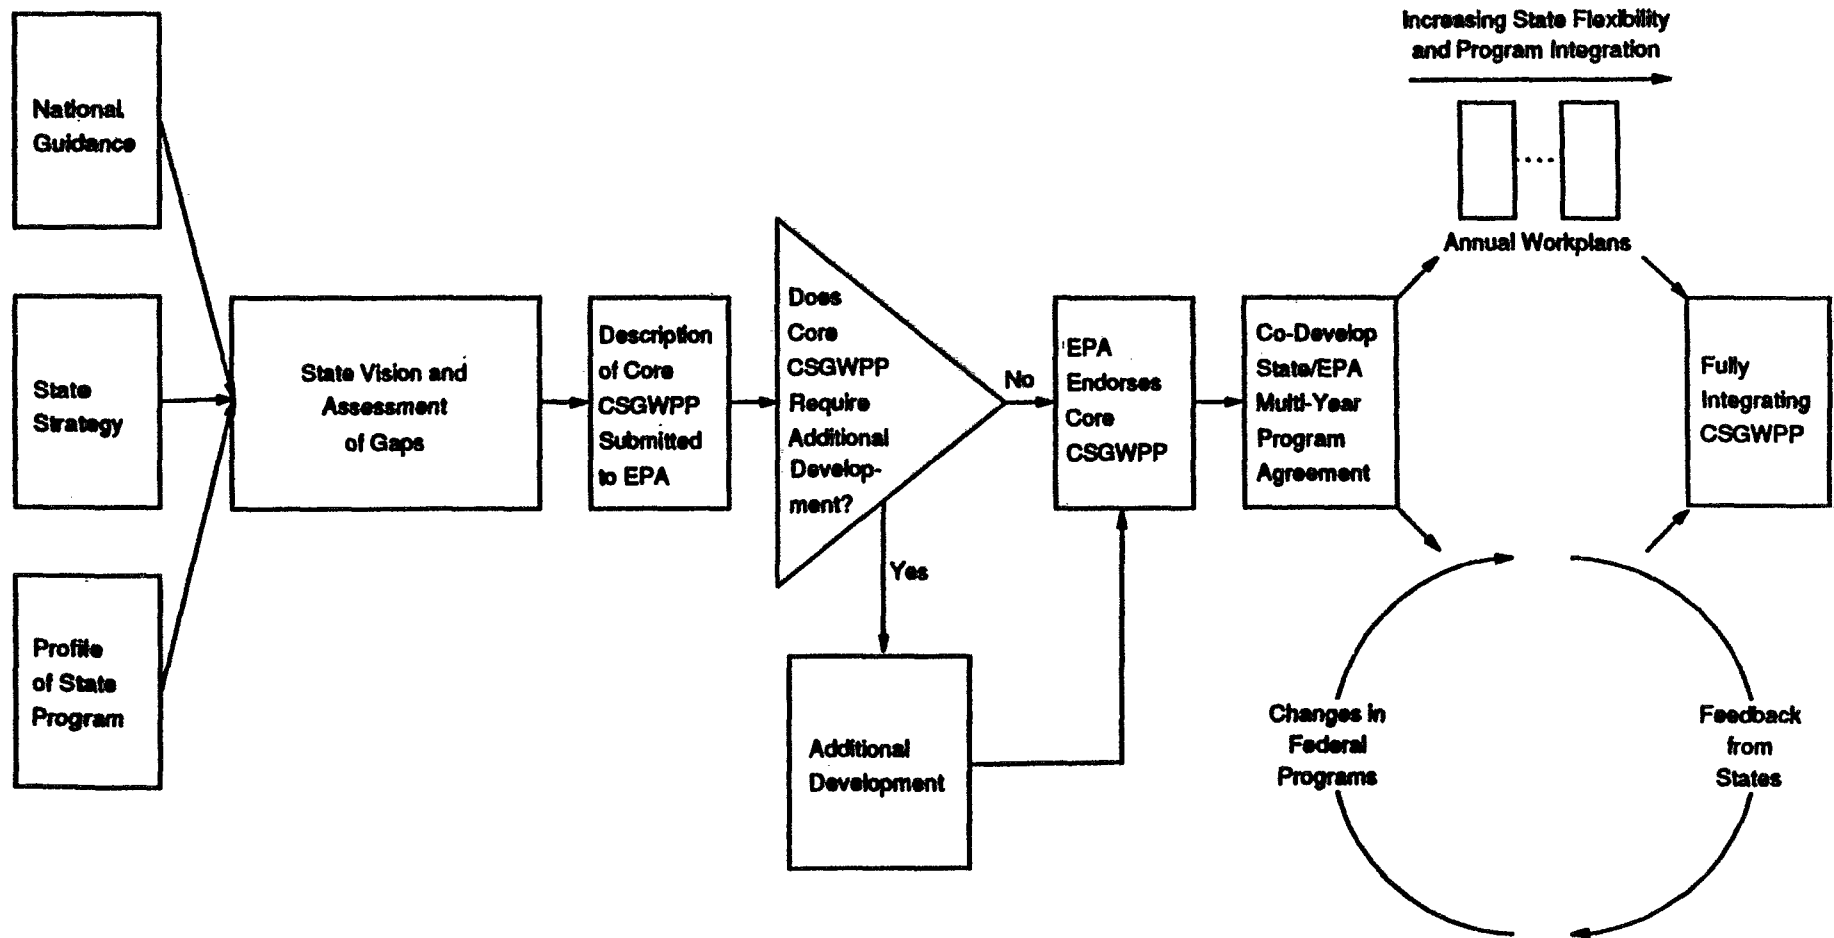 National
Guidance
State
Strategy
Profile
of State
Program
State Vision and
Assessment
of Gaps
Description
of Core
CSGWPP
Submitted
to EPA
Does
Core
CSGWPP
Require
Additional
Develop-
ment?
No
Yes
Additional
Development
EPA
Endorses
Core
CSGWPP
Co-Develop
State/EPA
Multi-Year
Program
Agreement
Increasing State Flexibility
and Program Integration
Annual Workplans
Fully
Integrating
CSGWPP
Changes in
Federal
Programs
Feedback
from
States